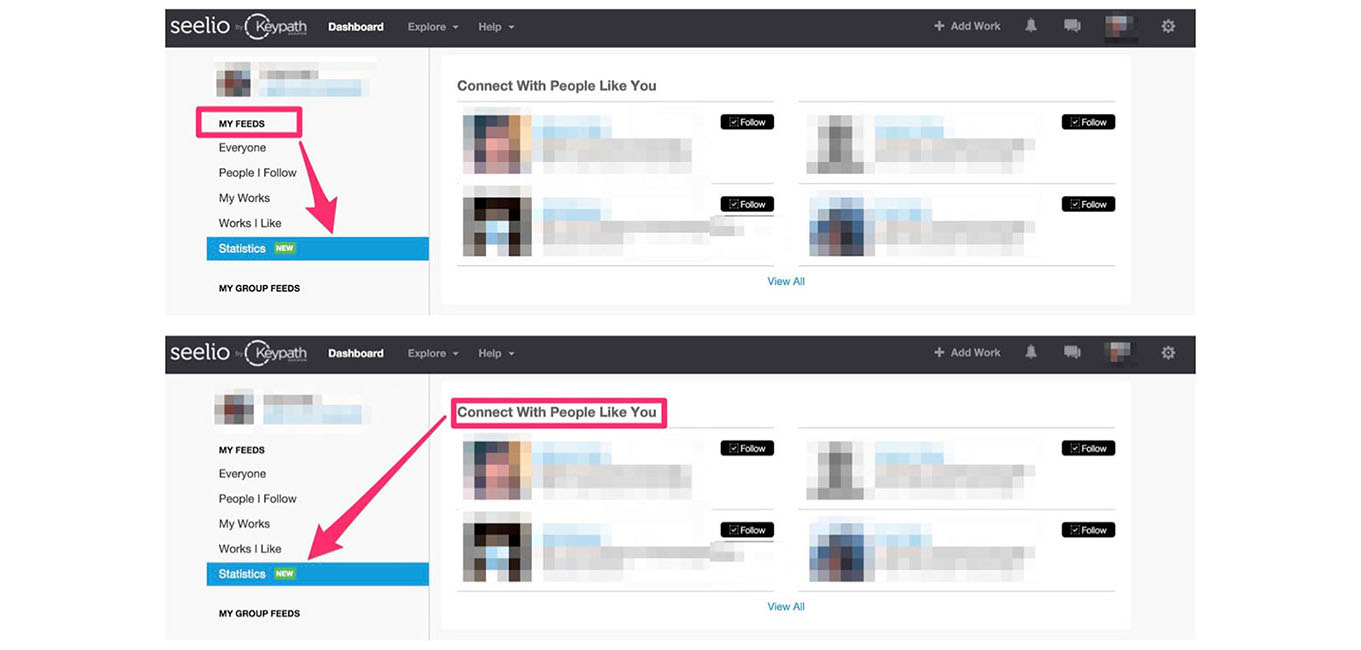 seelio by Keypath EDUCATION Dashboard Explore Help Add Work
MY FEEDS
Everyone
People I Follow
My Works
Works I Like
Statistics NEW
MY GROUP FEEDS
Connect With People Like You
Follow
Follow
Follow
Follow
View All
seelio by Keypath EDUCATION Dashboard Explore Help Add Work
MY FEEDS
Everyone
People I Follow
My Works
Works I Like
Statistics NEW
MY GROUP FEEDS
Connect With People Like You
Follow
Follow
Follow
Follow
View All